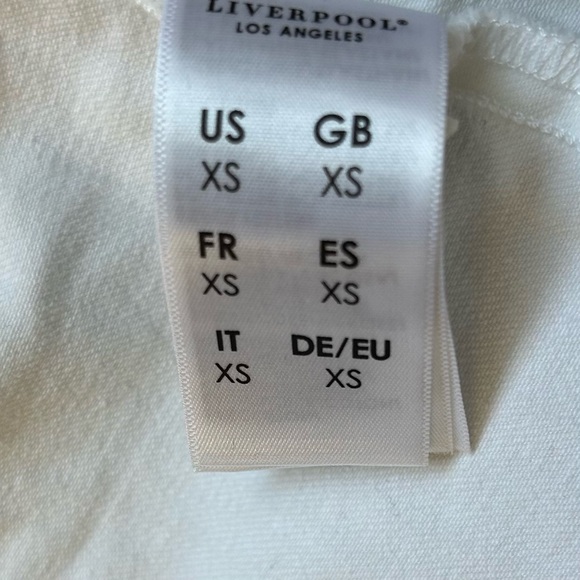 LIVERPOOL®
LOS ANGELES
US GB
XS XS
FR ES
XS XS
IT DE/EU
XS XS